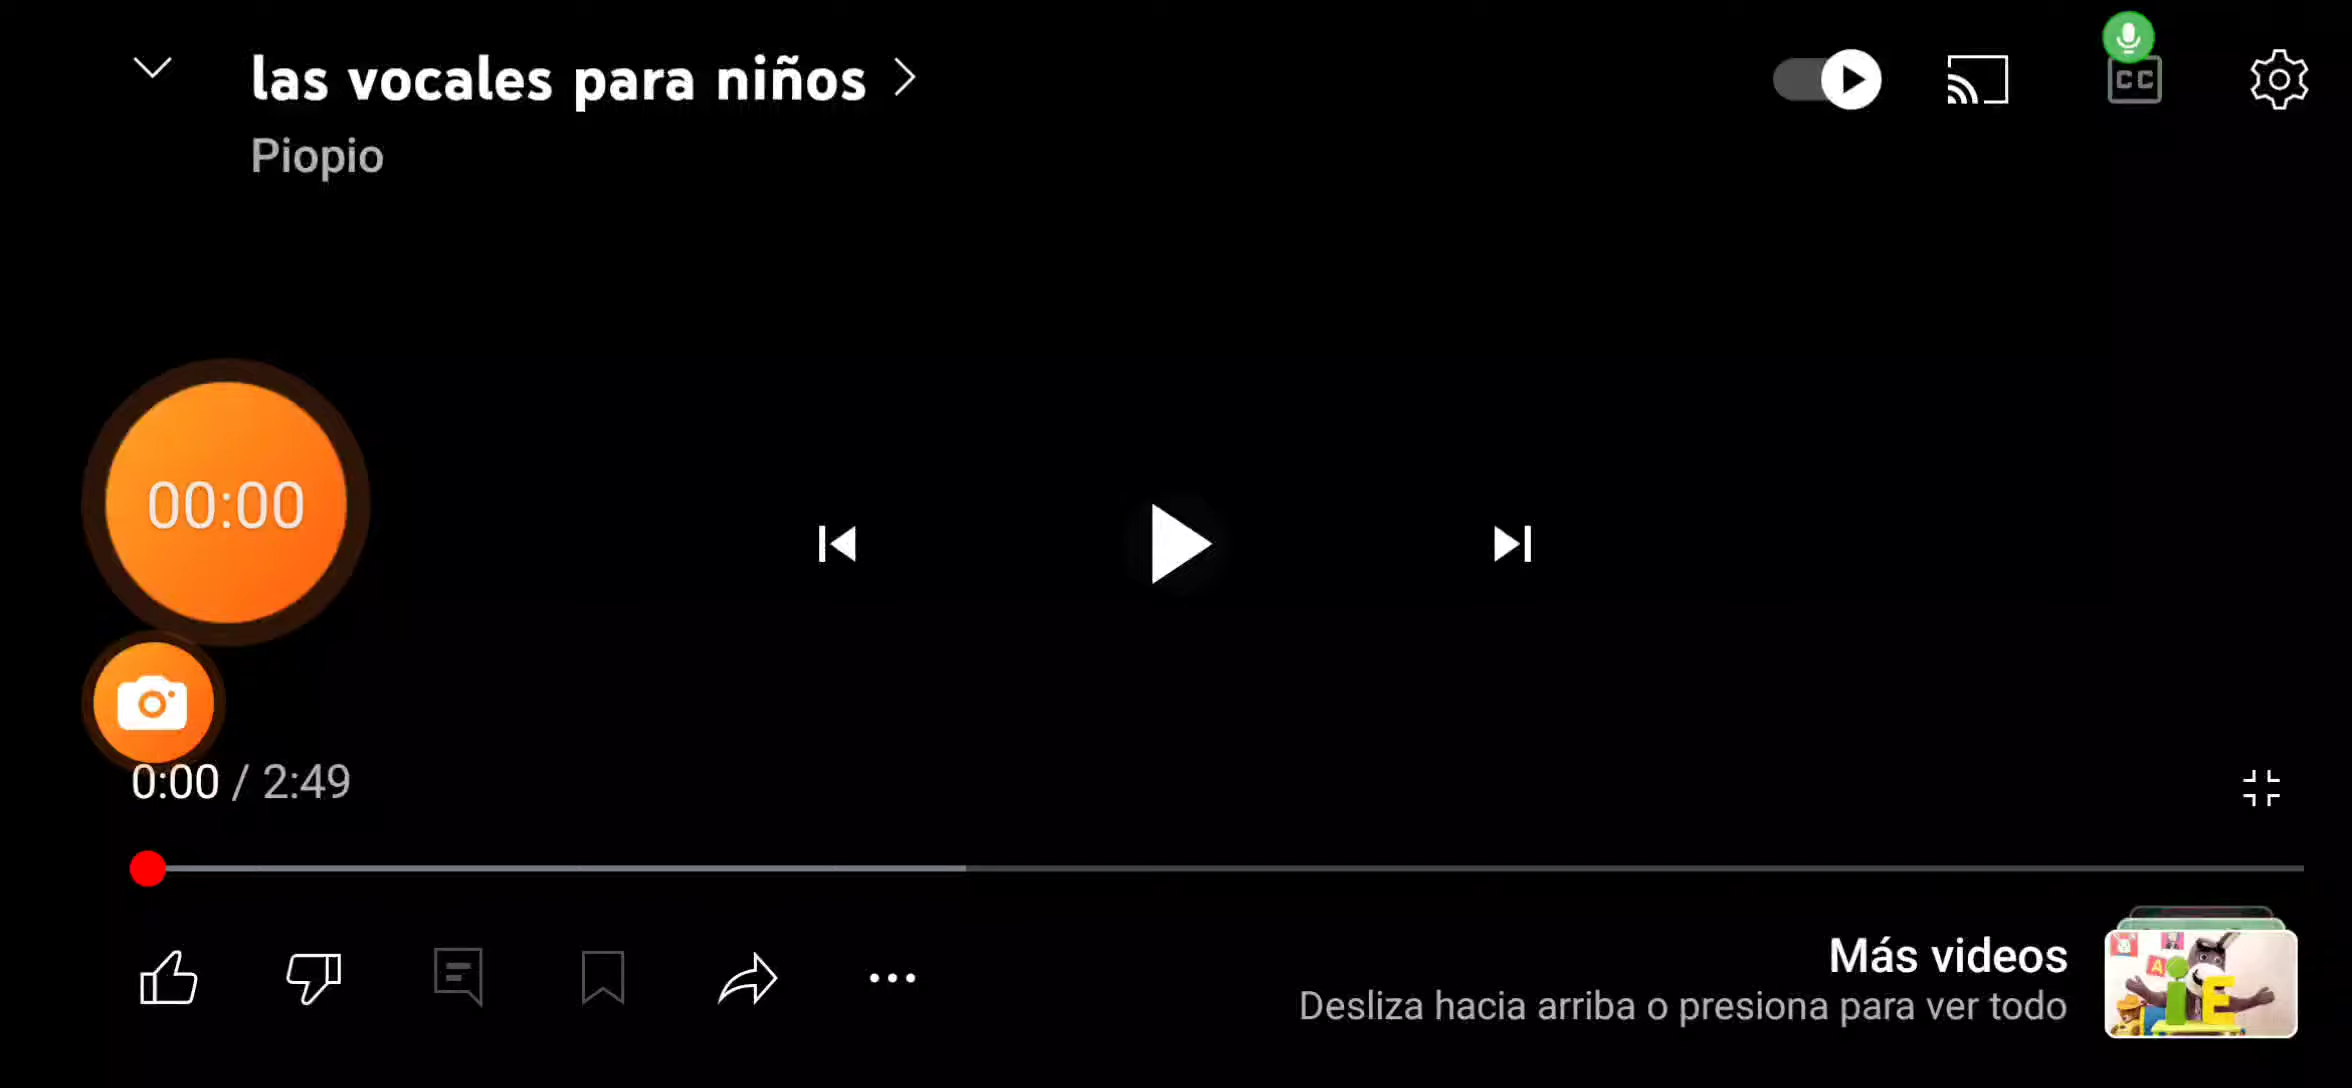 las vocales para niños
Piopio
CC
00:00
0:00 / 2:49
Más videos
Desliza hacia arriba o presiona para ver todo
A
i E